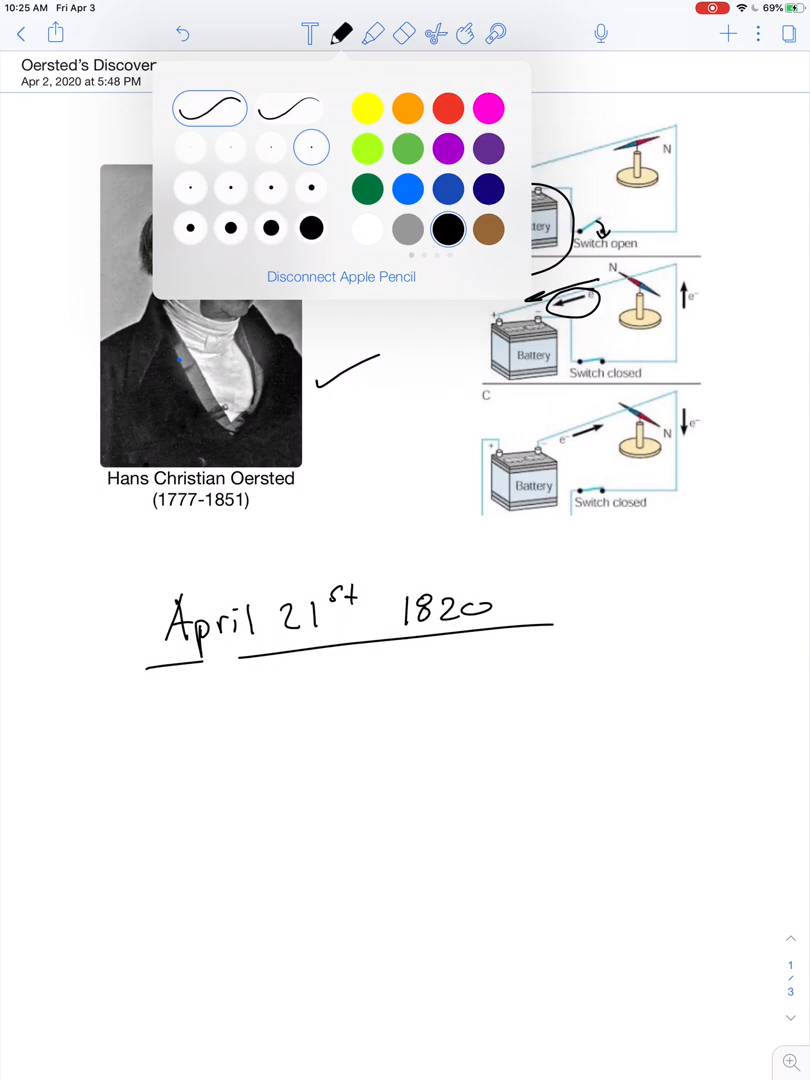 10:25 AM Fri Apr 3
69%
T
Oersted's Discover
Apr 2, 2020 at 5:48 PM
Disconnect Apple Pencil
N
tery
Switch open
N
e
e⁻
+
−
Battery
Switch closed
C
e⁻
N
e⁻
+
−
Battery
Switch closed
Hans Christian Oersted
(1777-1851)
April 21st 1820
1
/
3